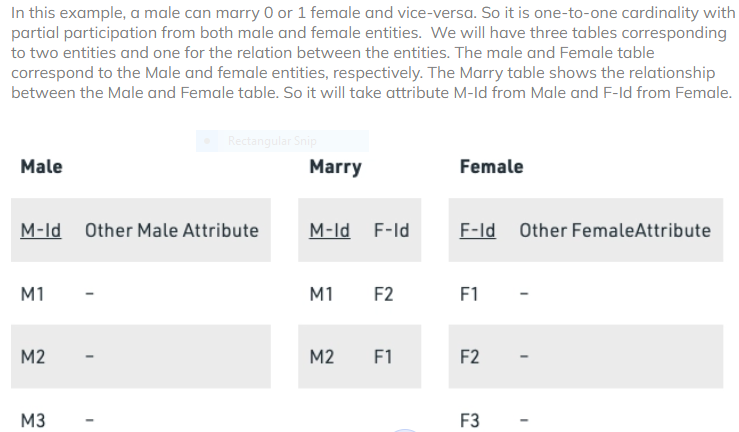 In this example, a male can marry 0 or 1 female and vice-versa. So it is one-to-one cardinality with
partial participation from both male and female entities.  We will have three tables corresponding
to two entities and one for the relation between the entities. The male and Female table
correspond to the Male and female entities, respectively. The Marry table shows the relationship
between the Male and Female table. So it will take attribute M-Id from Male and F-Id from Female.
Rectangular Snip
Male Marry Female
M-Id Other Male Attribute M-Id F-Id F-Id Other FemaleAttribute
M1 – M1 F2 F1 –
M2 – M2 F1 F2 –
M3 – F3 –